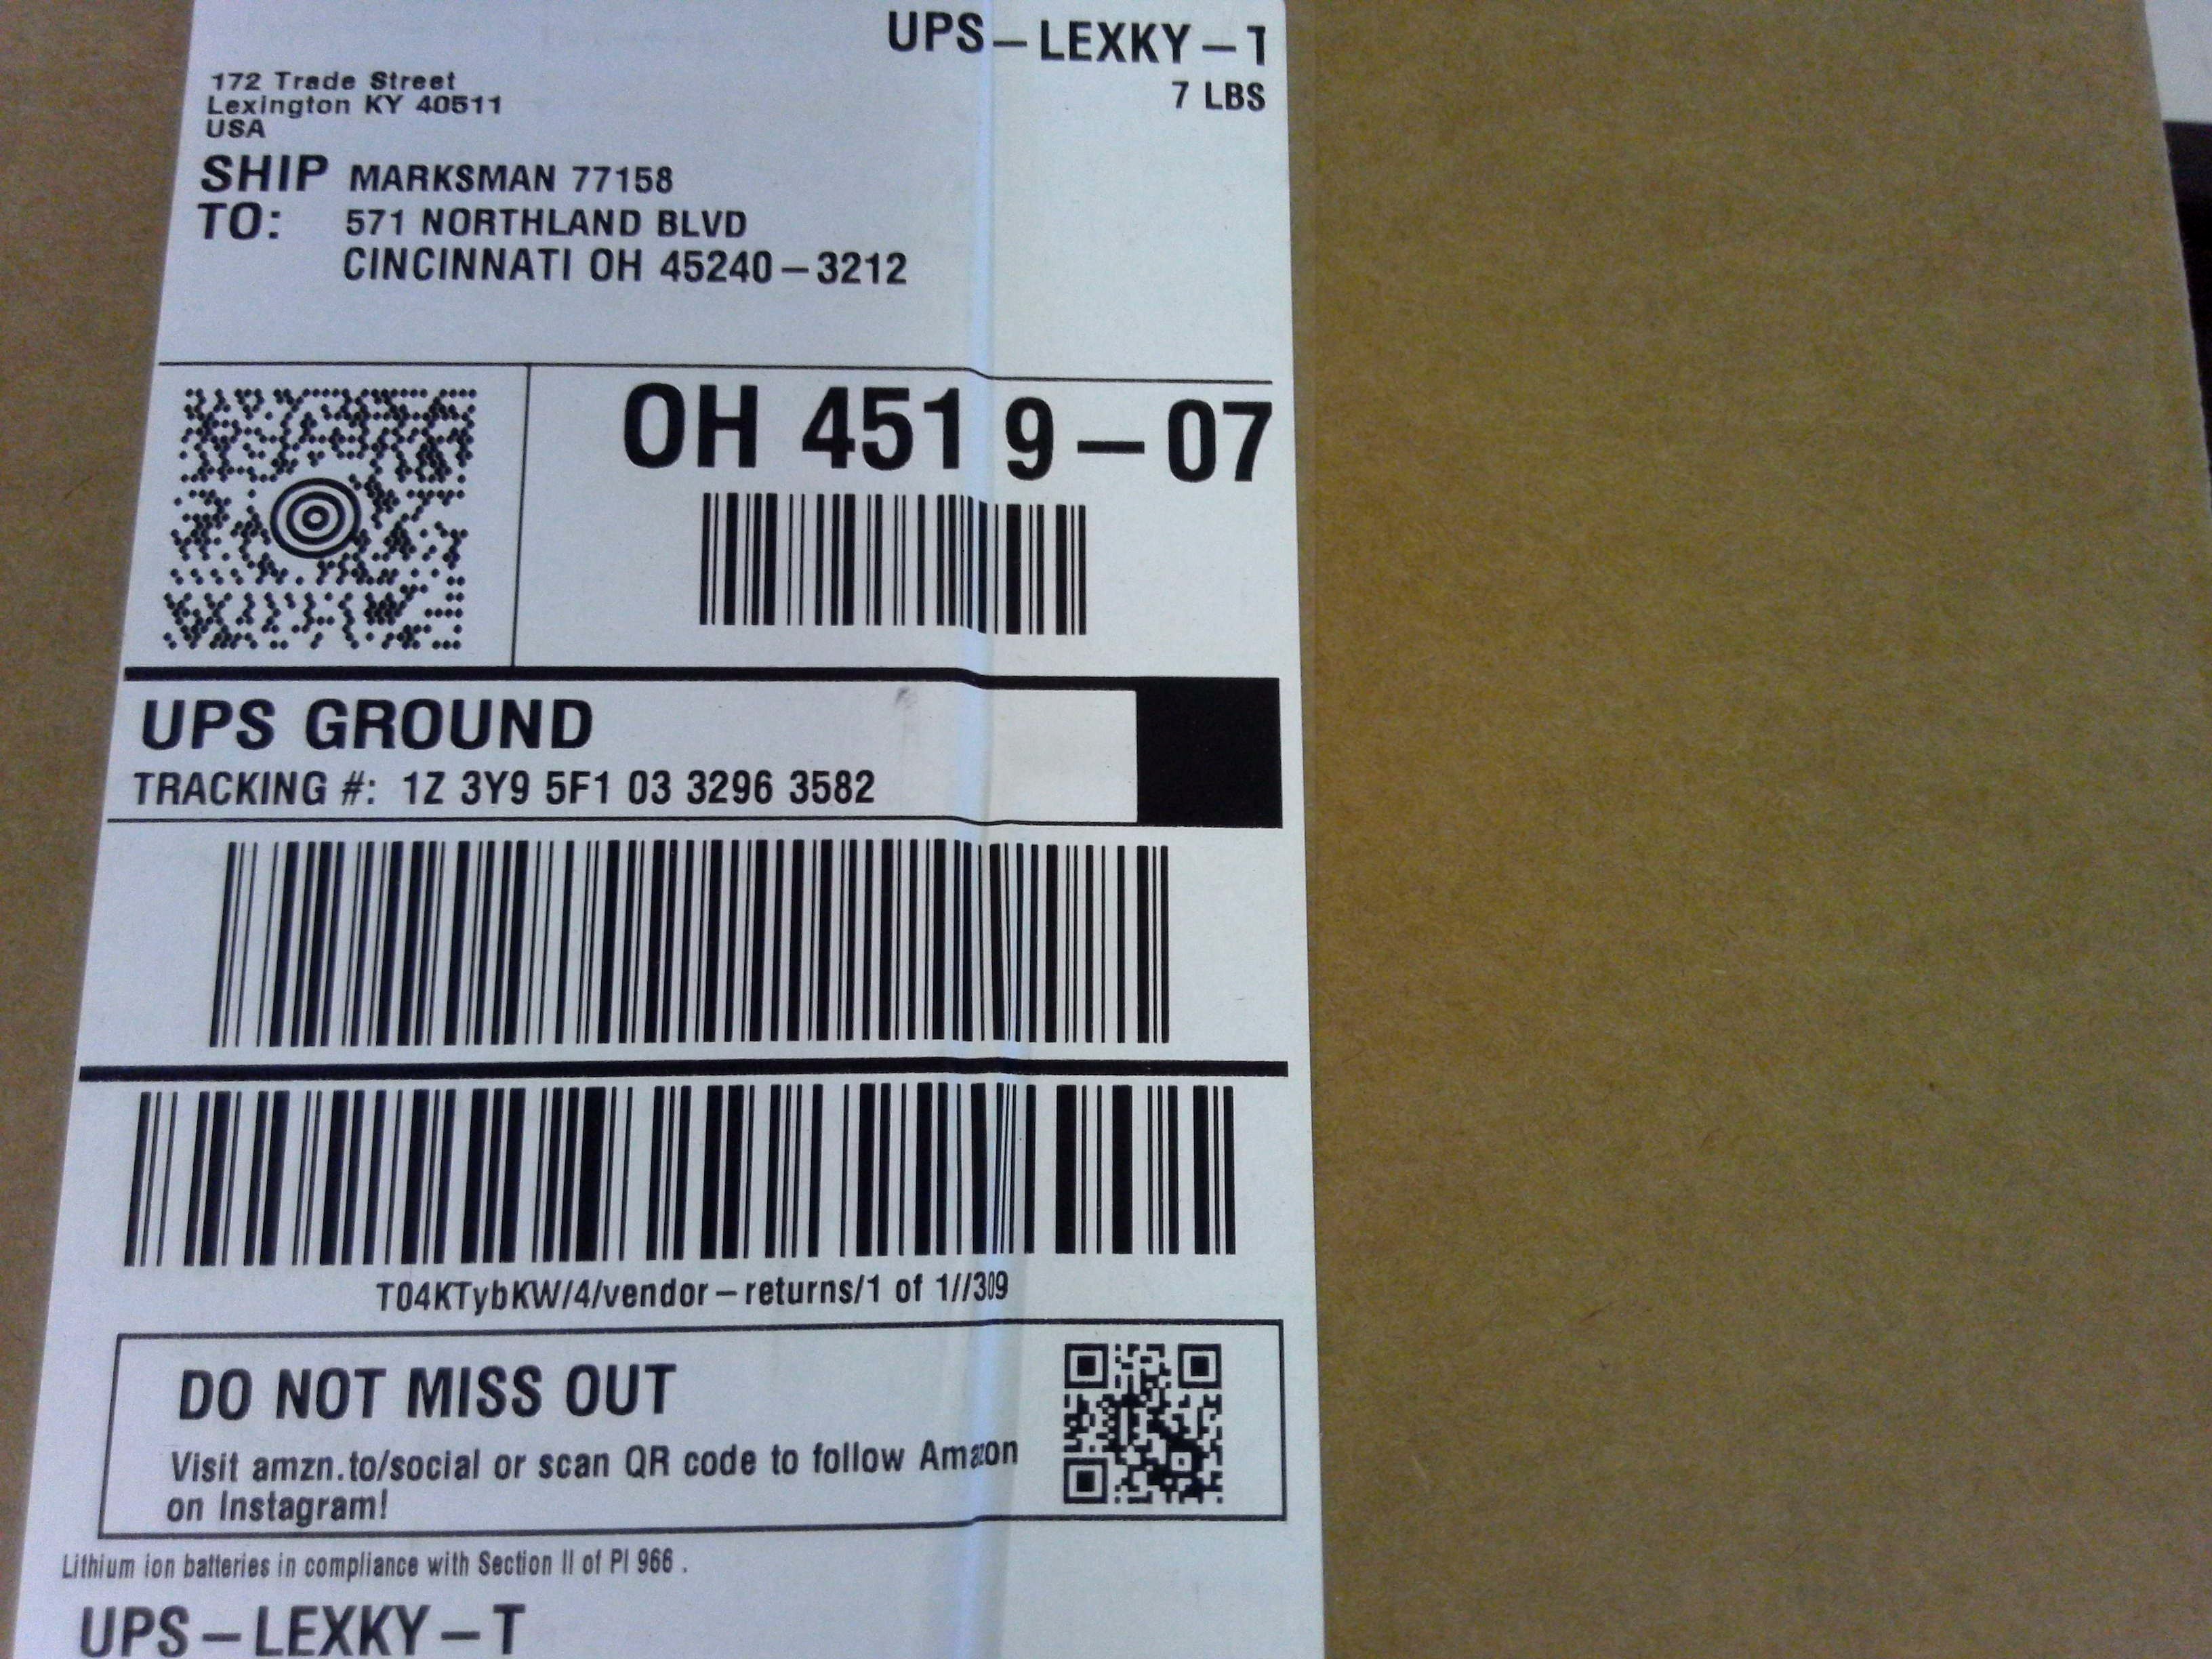 UPS-LEXKY-T
7 LBS
172 Trade Street
Lexington KY 40511
USA
SHIP TO: MARKSMAN 77158
571 NORTHLAND BLVD
CINCINNATI OH 45240-3212
OH 451 9-07
UPS GROUND
TRACKING #: 1Z 3Y9 5F1 03 3296 3582
T04KTybKW/4/vendor-returns/1 of 1//309
DO NOT MISS OUT
Visit amzn.to/social or scan QR code to follow Amazon
on Instagram!
Lithium ion batteries in compliance with Section II of PI 966 .
UPS-LEXKY-T